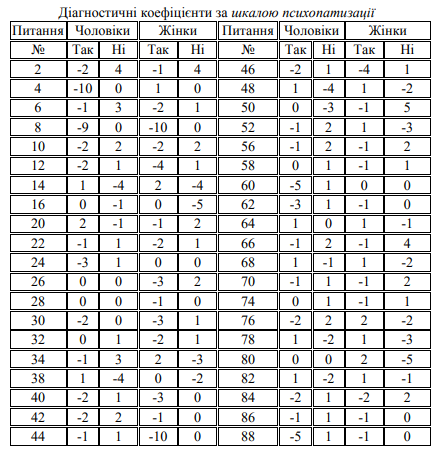 Діагностичні коефіцієнти за шкалою психопатизації
Питання Чоловіки Жінки Питання Чоловіки Жінки
№ Так Ні Так Ні № Так Ні Так Ні
2 -2 4 -1 4 46 -2 1 -4 1
4 -10 0 1 0 48 1 -4 1 -2
6 -1 3 -2 1 50 0 -3 -1 5
8 -9 0 -10 0 52 -1 2 1 -3
10 -2 2 -2 2 56 -1 2 -1 2
12 -2 1 -4 1 58 0 1 -1 1
14 1 -4 2 -4 60 -5 1 0 0
16 0 -1 0 -5 62 -3 1 -1 0
20 2 -1 -1 2 64 1 0 1 -1
22 -1 1 -2 1 66 -1 2 -1 4
24 -3 1 0 0 68 1 -1 1 -2
26 0 0 -3 2 70 -1 1 -1 2
28 0 0 -1 0 74 0 1 -1 1
30 -2 0 -3 1 76 -2 2 2 -2
32 0 1 -2 1 78 1 -2 1 -3
34 -1 3 2 -3 80 0 0 2 -5
38 1 -4 0 -2 82 1 -2 1 -1
40 -2 1 -3 0 84 -2 1 -2 2
42 -2 2 -1 0 86 -1 1 -1 0
44 -1 1 -10 0 88 -5 1 -1 0